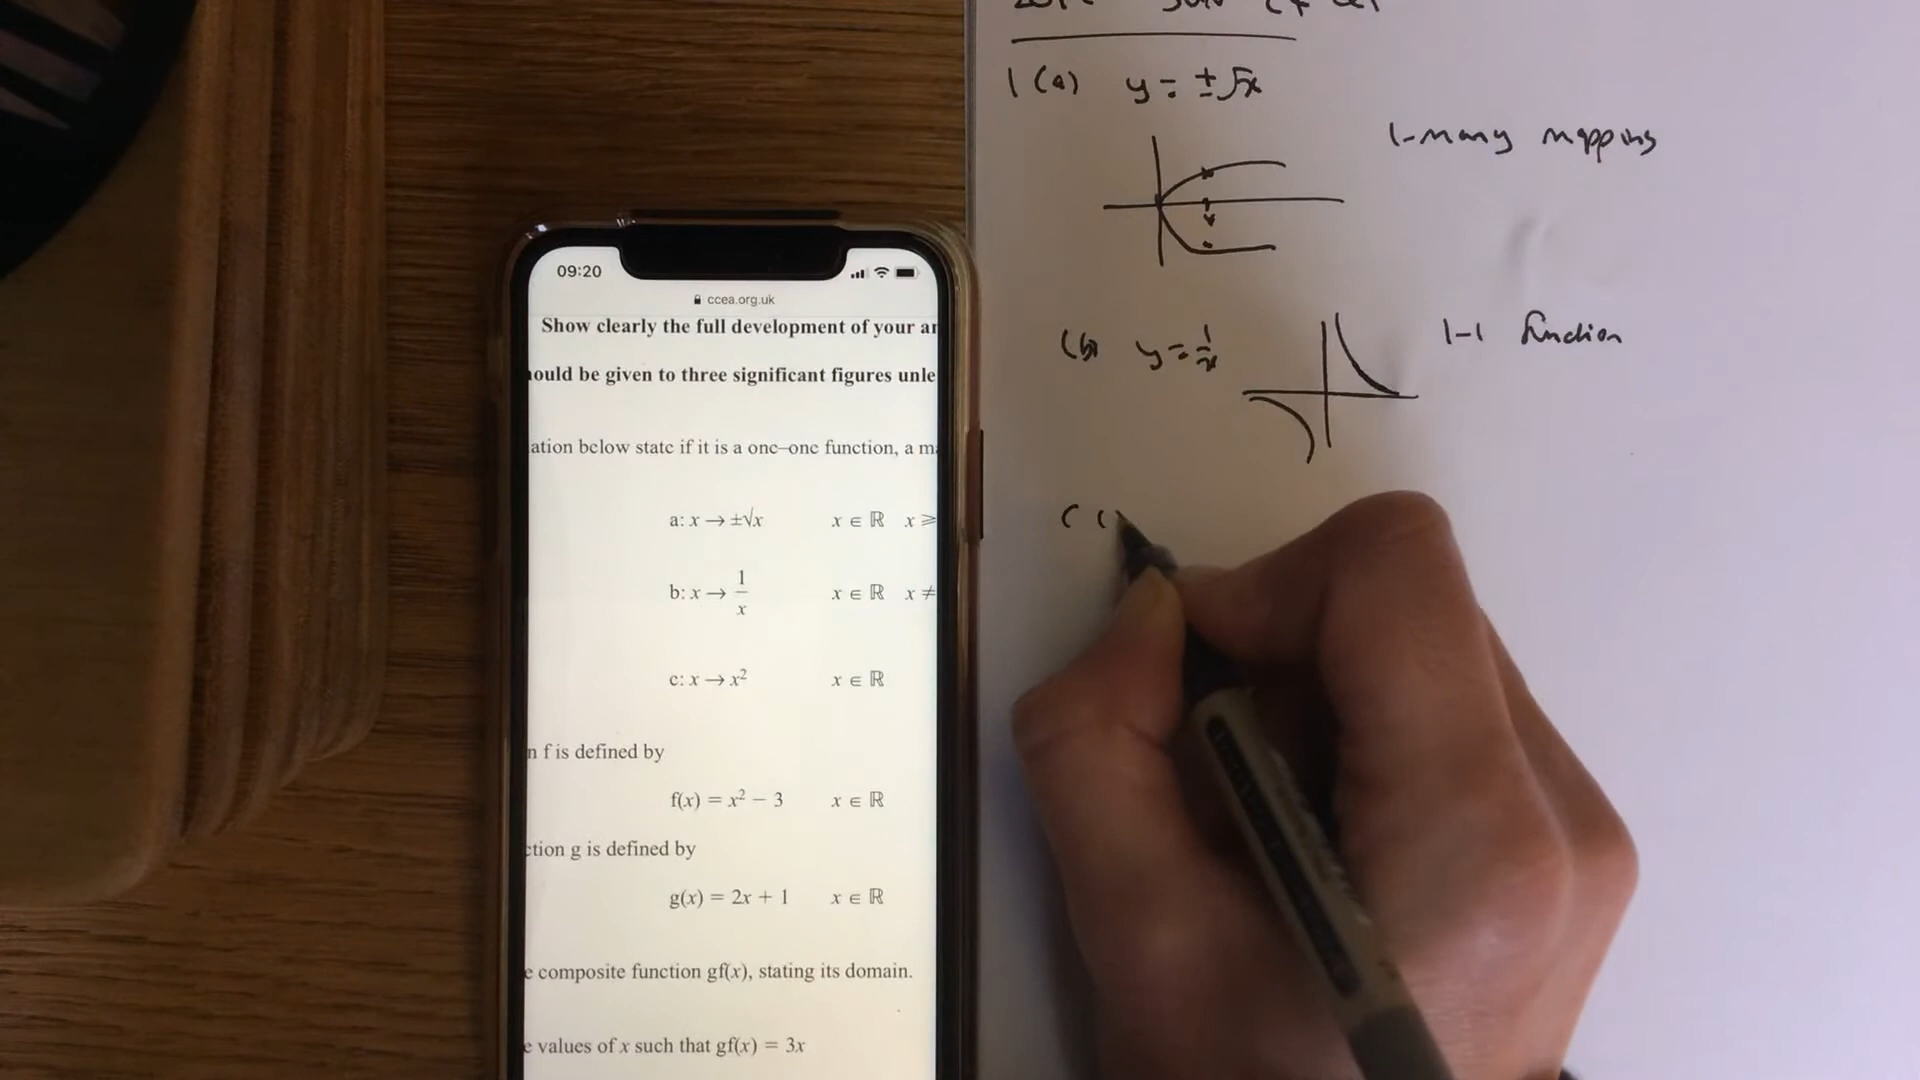 09:20
ccea.org.uk
Show clearly the full development of your
ould be given to three significant figures unle
ation below state if it is a one–one function, a
a: x → ±√x x ∈ ℝ x ⩾
b: x → 1/x x ∈ ℝ x ≠
c: x → x² x ∈ ℝ
n f is defined by
f(x) = x² − 3 x ∈ ℝ
ction g is defined by
g(x) = 2x + 1 x ∈ ℝ
e composite function gf(x), stating its domain.
e values of x such that gf(x) = 3x
1 (a) y = ±√x
1-many mapping
(b) y = 1/x
1-1 function
(c